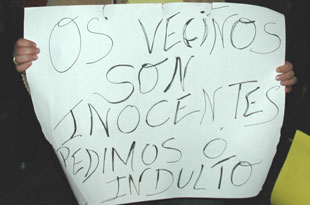 OS VECIÑOS
SON
INOCENTES
PEDIMOS Ó
INDULTO